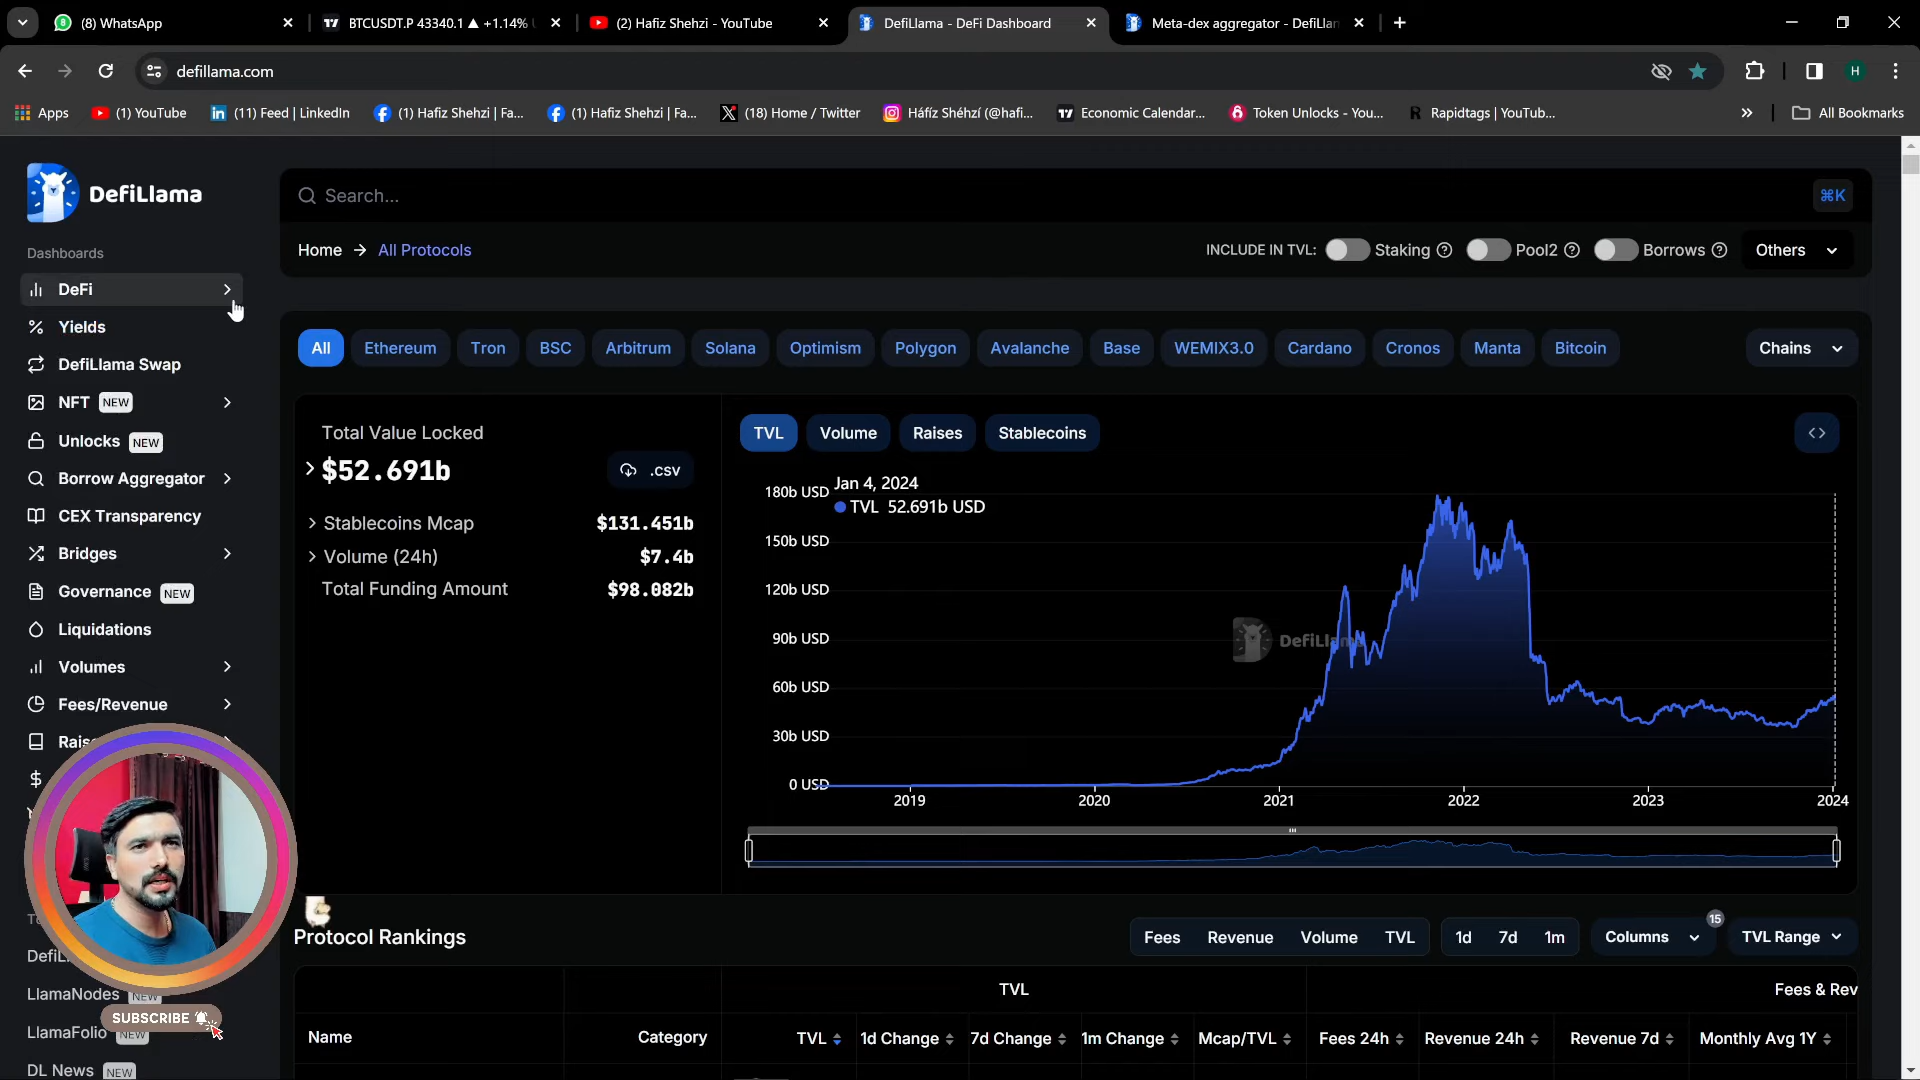 (8) WhatsApp
BTCUSDT.P 43340.1 ▲ +1.14%
(2) Hafiz Shehzi - YouTube
DefiLlama - DeFi Dashboard
Meta-dex aggregator - DefiLlam
defillama.com
H
Apps
(1) YouTube
(11) Feed | LinkedIn
(1) Hafiz Shehzi | Fa...
(1) Hafiz Shehzi | Fa...
(18) Home / Twitter
Háfíz Shéhzí (@hafi...
Economic Calendar...
Token Unlocks - You...
Rapidtags | YouTub...
»
All Bookmarks
DefiLlama
Search...
⌘K
Home → All Protocols
INCLUDE IN TVL: Staking Pool2 Borrows Others
Dashboards
DeFi
Yields
DefiLlama Swap
NFT NEW
Unlocks NEW
Borrow Aggregator
CEX Transparency
Bridges
Governance NEW
Liquidations
Volumes
Fees/Revenue
LlamaNodes NEW
SUBSCRIBE
LlamaFolio NEW
DL News NEW
All Ethereum Tron BSC Arbitrum Solana Optimism Polygon Avalanche Base WEMIX3.0 Cardano Cronos Manta Bitcoin Chains
Total Value Locked
$52.691b
.csv
Stablecoins Mcap $131.451b
Volume (24h) $7.4b
Total Funding Amount $98.082b
TVL Volume Raises Stablecoins
Jan 4, 2024
TVL 52.691b USD
180b USD
150b USD
120b USD
90b USD
60b USD
30b USD
0 USD
2019 2020 2021 2022 2023 2024
Protocol Rankings
Fees Revenue Volume TVL
1d 7d 1m
Columns
15
TVL Range
TVL
Fees & Rev
Name Category TVL 1d Change 7d Change 1m Change Mcap/TVL Fees 24h Revenue 24h Revenue 7d Monthly Avg 1Y